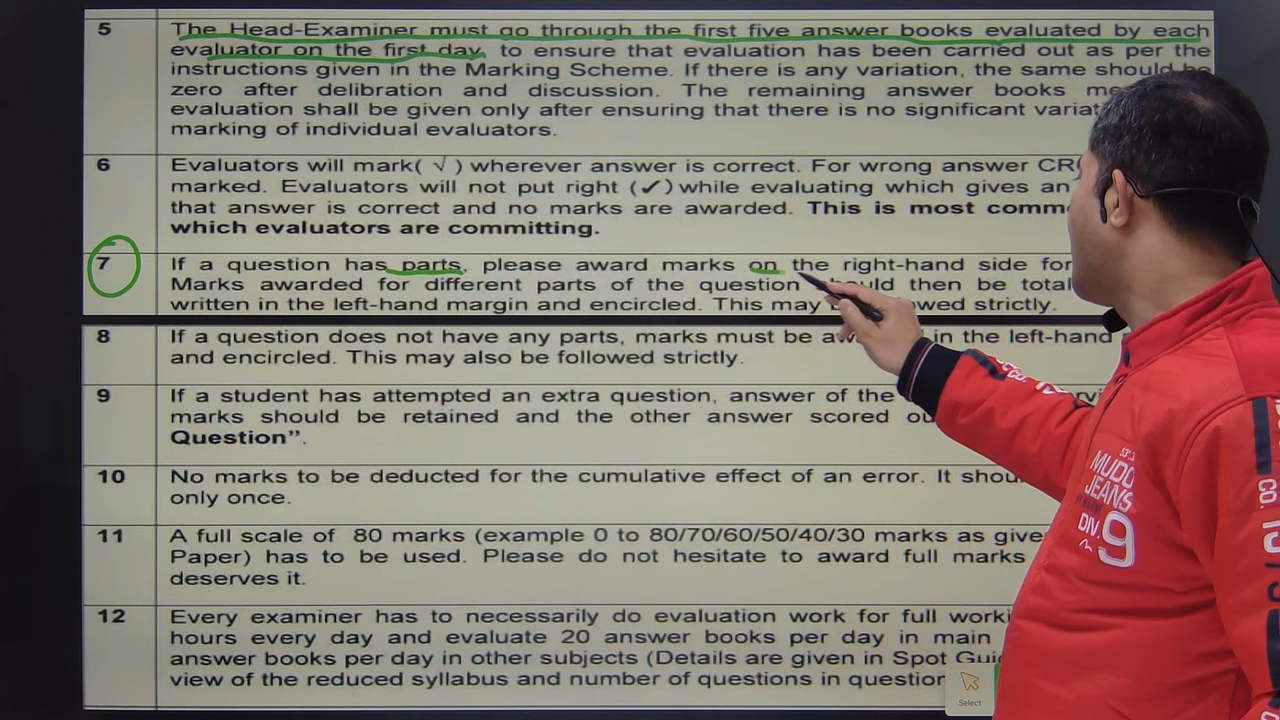 5
The Head-Examiner must go through the first five answer books evaluated by each
evaluator on the first day, to ensure that evaluation has been carried out as per the
instructions given in the Marking Scheme. If there is any variation, the same should be
zero after delibration and discussion. The remaining answer books
evaluation shall be given only after ensuring that there is no significant
marking of individual evaluators.
6
Evaluators will mark( √ ) wherever answer is correct. For wrong answer
marked. Evaluators will not put right (✓) while evaluating which gives an
that answer is correct and no marks are awarded. This is most
which evaluators are committing.
7
If a question has parts, please award marks on the right-hand side for
Marks awarded for different parts of the question should then be
written in the left-hand margin and encircled. This may strictly.
8
If a question does not have any parts, marks must be in the left-hand
and encircled. This may also be followed strictly.
9
If a student has attempted an extra question, answer of the
marks should be retained and the other answer scored
Question”.
10
No marks to be deducted for the cumulative effect of an error. It
only once.
11
A full scale of 80 marks (example 0 to 80/70/60/50/40/30 marks as
Paper) has to be used. Please do not hesitate to award full marks
deserves it.
12
Every examiner has to necessarily do evaluation work for full
hours every day and evaluate 20 answer books per day in main
answer books per day in other subjects (Details are given in Spot
view of the reduced syllabus and number of questions in
Select
MUDO
JEANS
DIV.
9
CO.